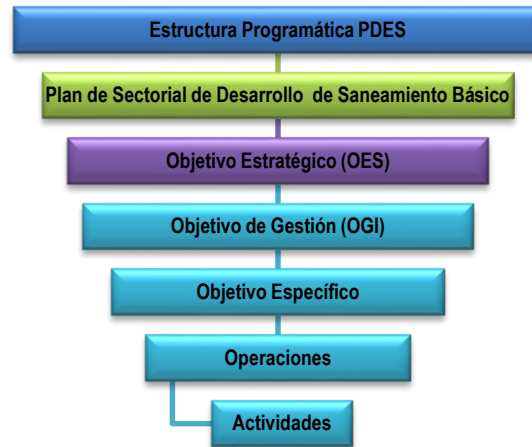 Estructura Programática PDES
Plan de Sectorial de Desarrollo de Saneamiento Básico
Objetivo Estratégico (OES)
Objetivo de Gestión (OGI)
Objetivo Específico
Operaciones
Actividades